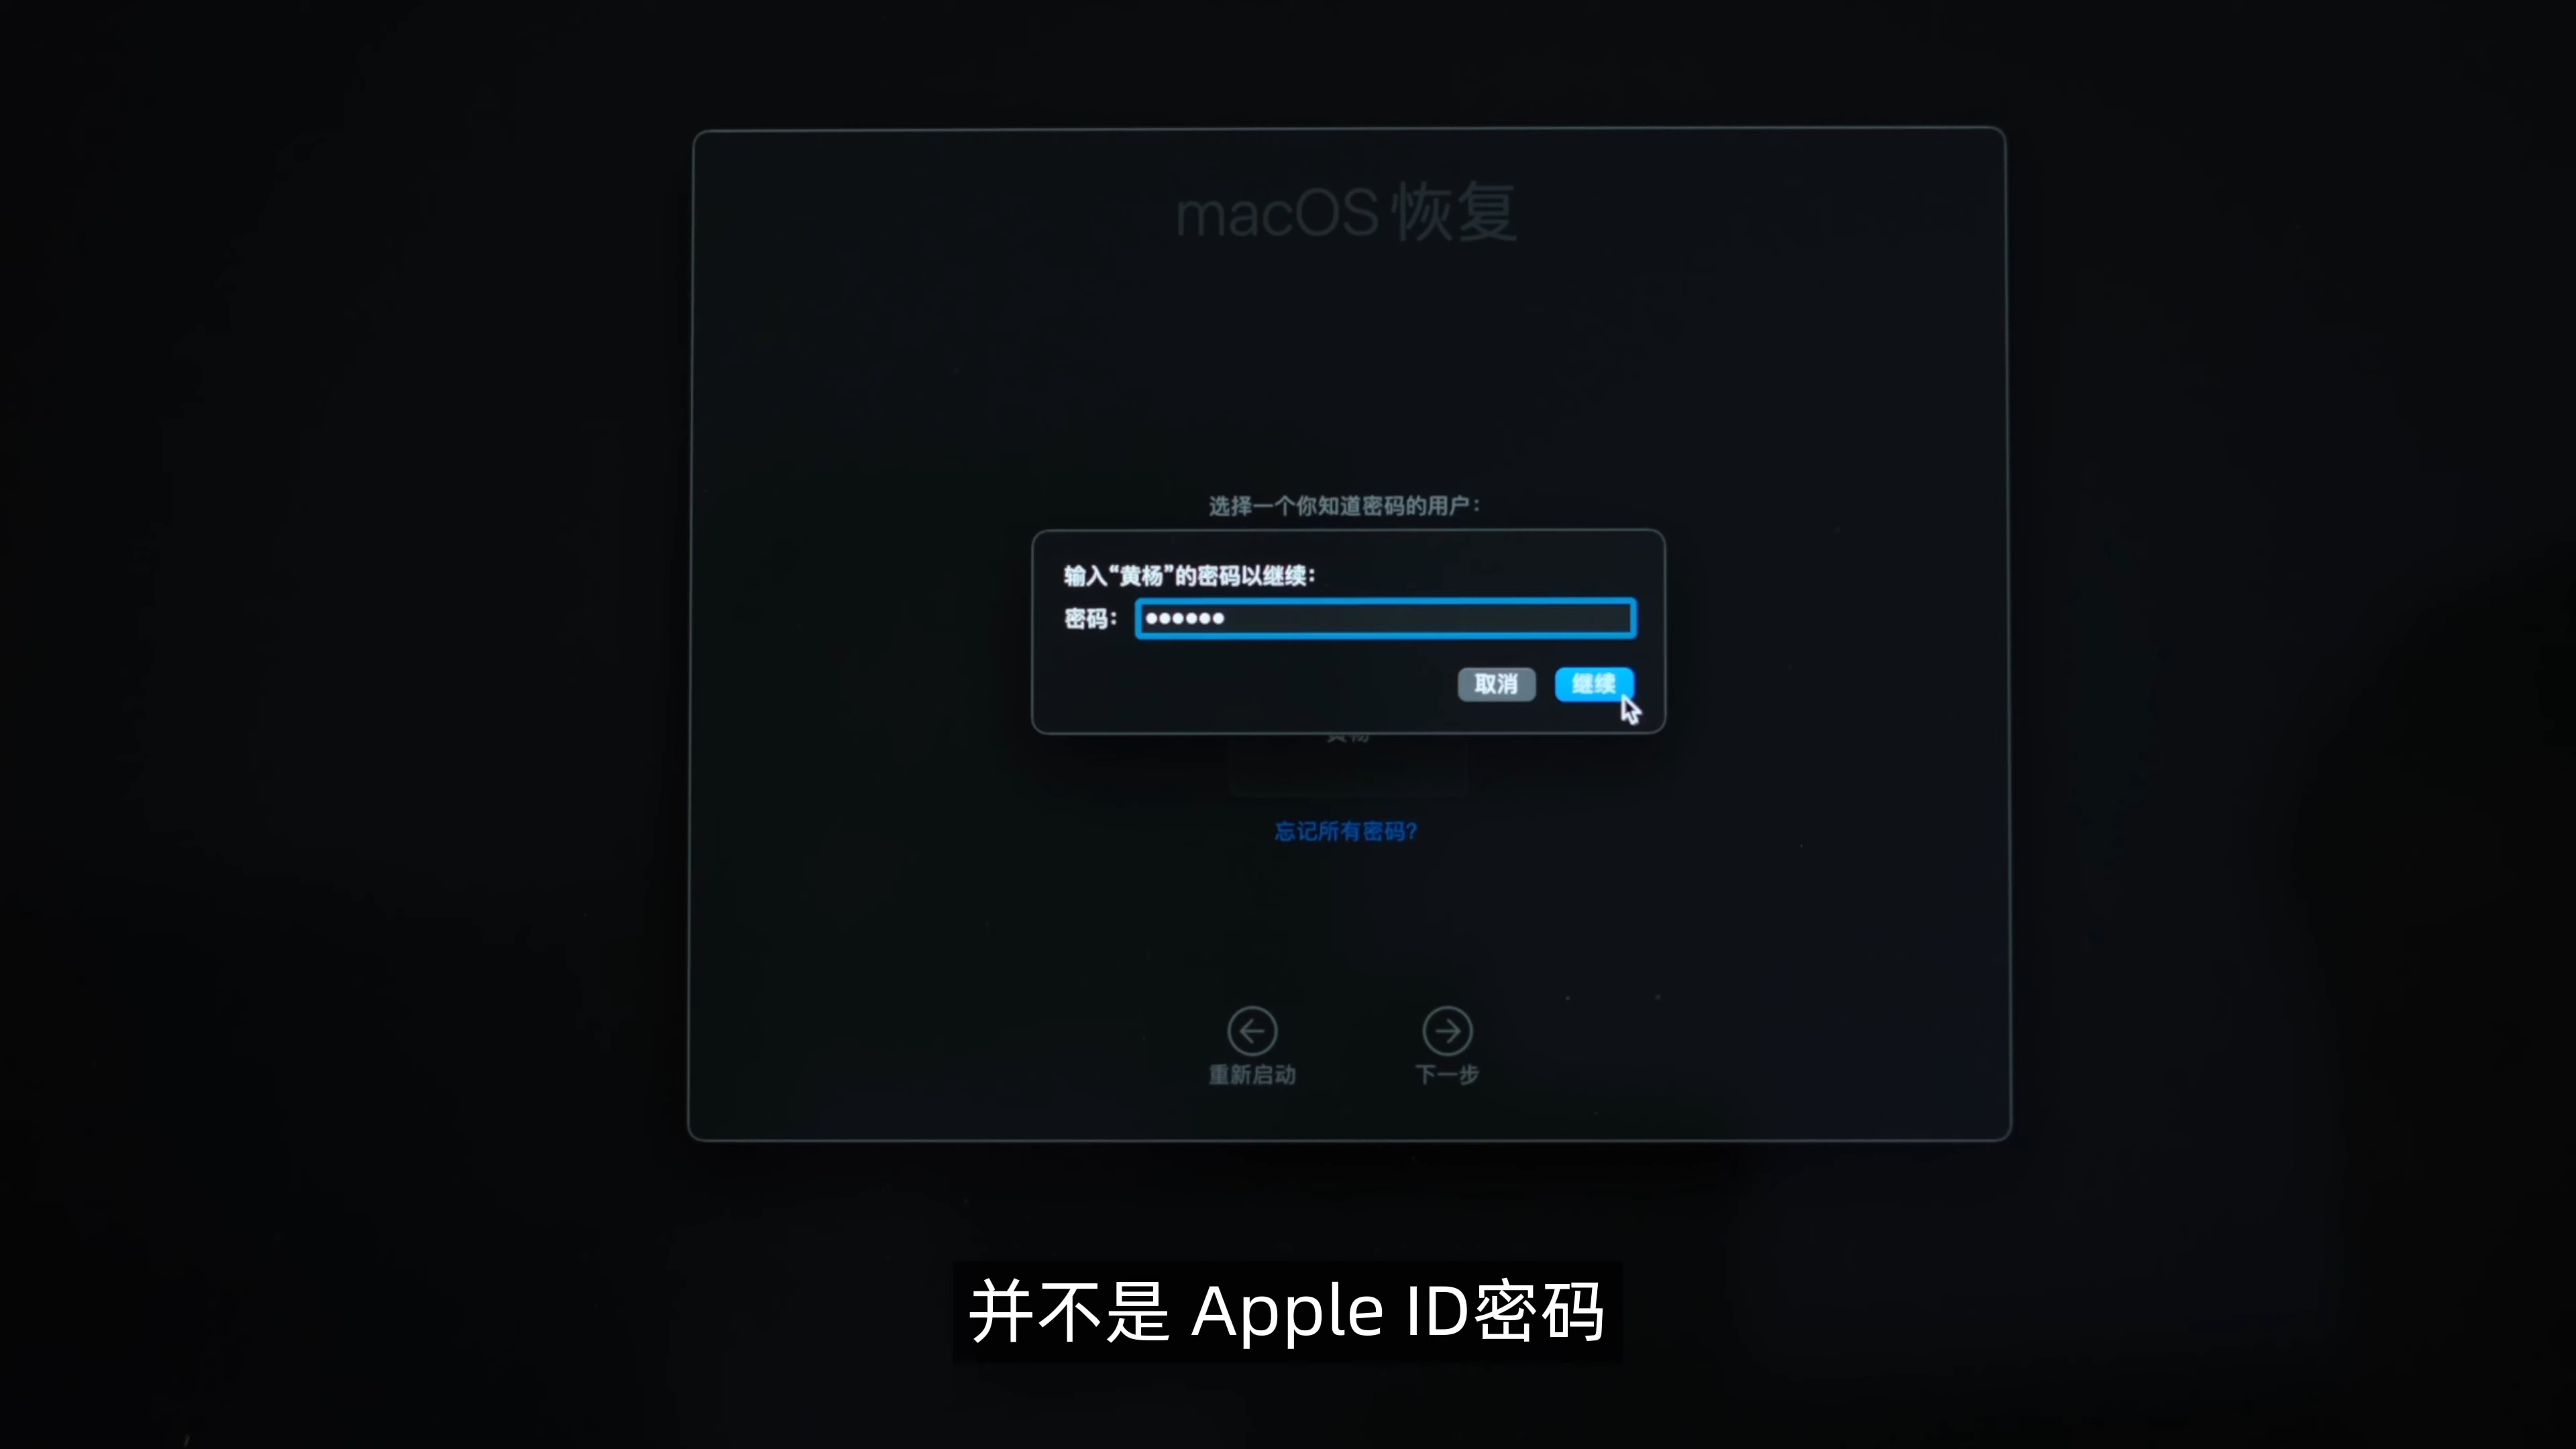 macOS 恢复
选择一个你知道密码的用户：
输入“黄杨”的密码以继续：
密码：
取消
继续
忘记所有密码?
重新启动
下一步
并不是 Apple ID密码